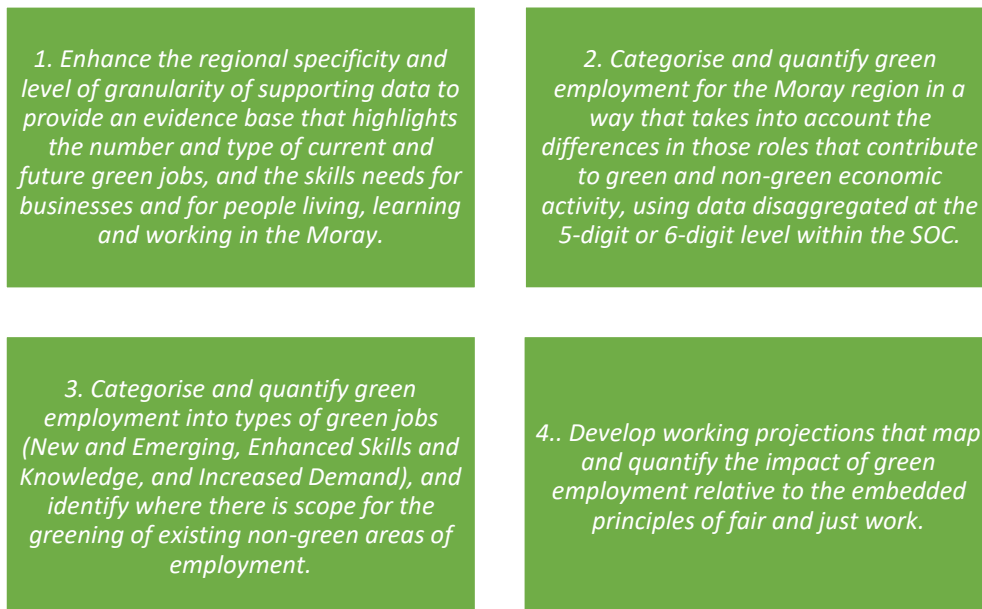 1. Enhance the regional specificity and
level of granularity of supporting data to
provide an evidence base that highlights
the number and type of current and
future green jobs, and the skills needs for
businesses and for people living, learning
and working in the Moray.
2. Categorise and quantify green
employment for the Moray region in a
way that takes into account the
differences in those roles that contribute
to green and non-green economic
activity, using data disaggregated at the
5-digit or 6-digit level within the SOC.
3. Categorise and quantify green
employment into types of green jobs
(New and Emerging, Enhanced Skills and
Knowledge, and Increased Demand), and
identify where there is scope for the
greening of existing non-green areas of
employment.
4.. Develop working projections that map
and quantify the impact of green
employment relative to the embedded
principles of fair and just work.